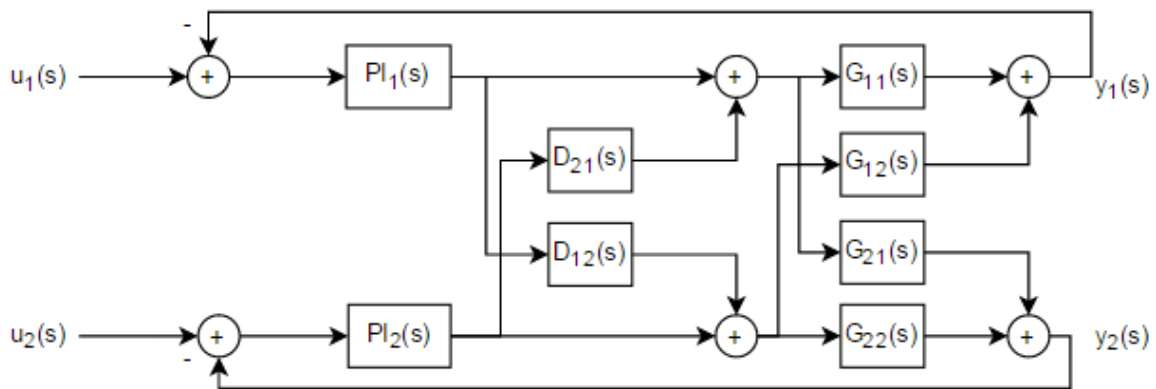 -
u₁(s)
+
PI₁(s)
+
G₁₁(s)
+
y₁(s)
D₂₁(s)
G₁₂(s)
D₁₂(s)
G₂₁(s)
u₂(s)
+
PI₂(s)
+
G₂₂(s)
+
y₂(s)
-